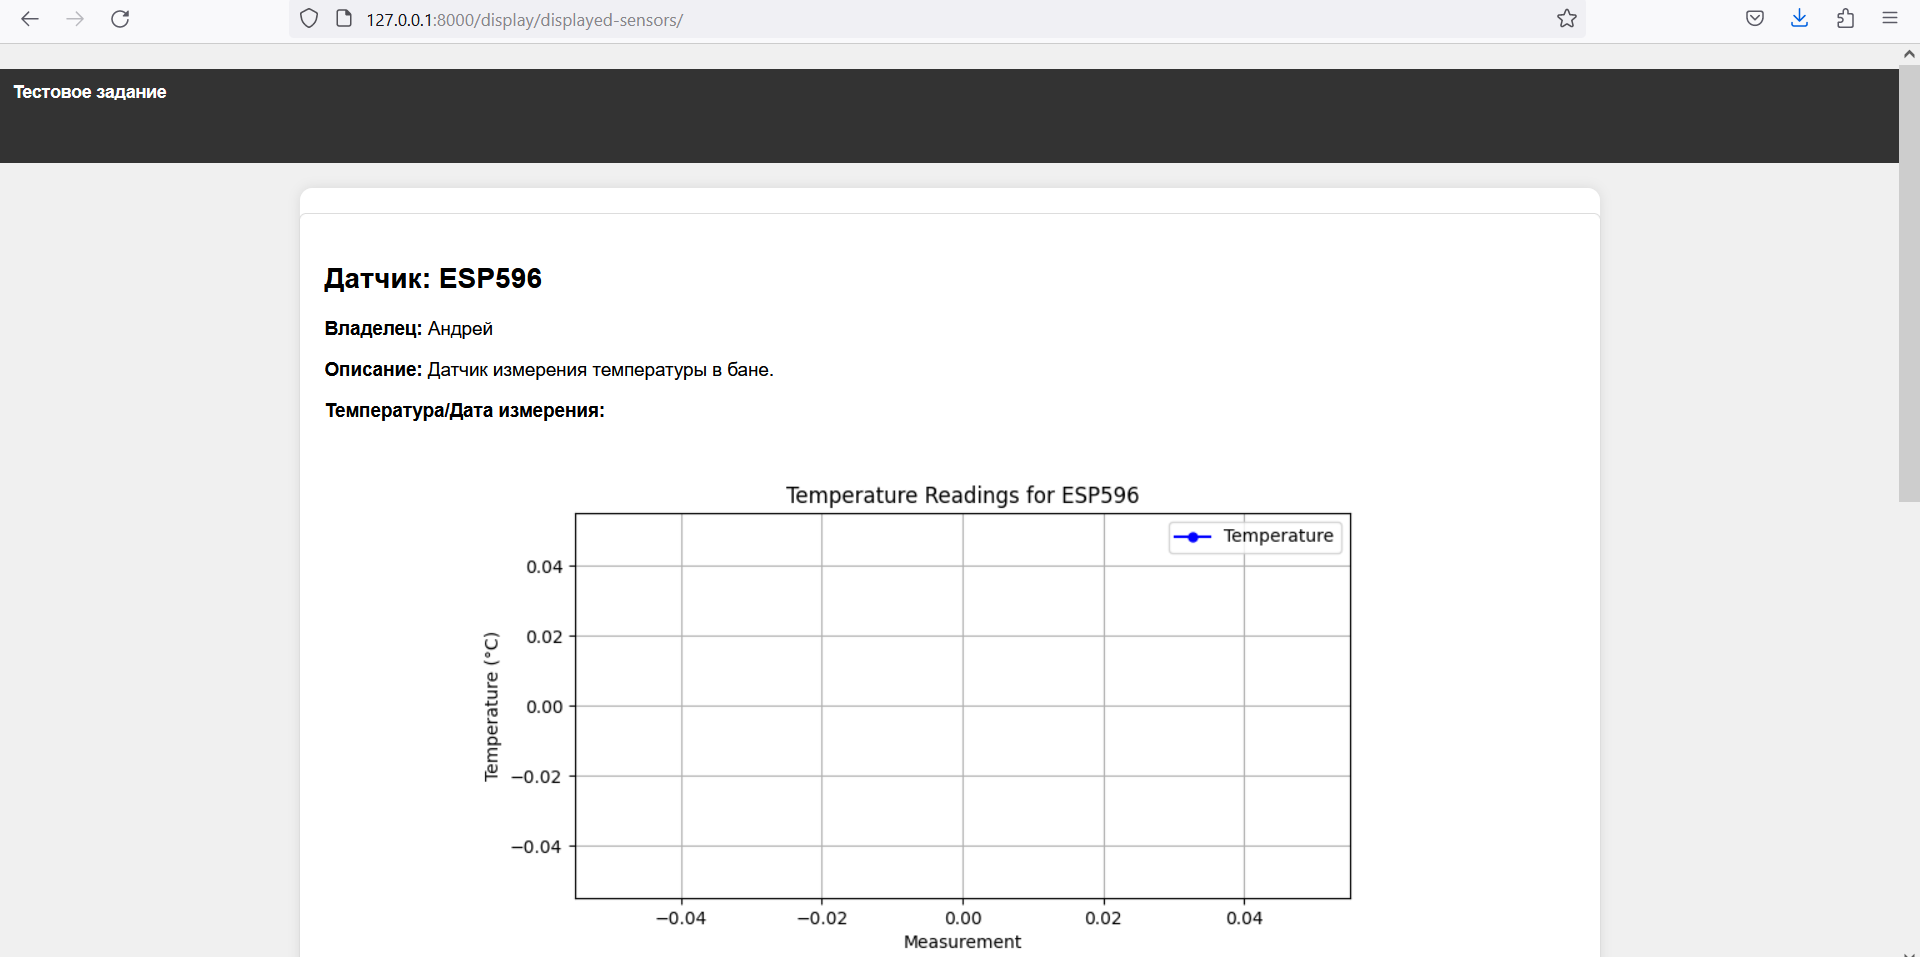 127.0.0.1:8000/display/displayed-sensors/
Тестовое задание
Датчик: ESP596
Владелец: Андрей
Описание: Датчик измерения температуры в бане.
Температура/Дата измерения:
Temperature Readings for ESP596
Temperature
0.04
0.02
0.00
−0.02
−0.04
Temperature (°C)
−0.04 −0.02 0.00 0.02 0.04
Measurement